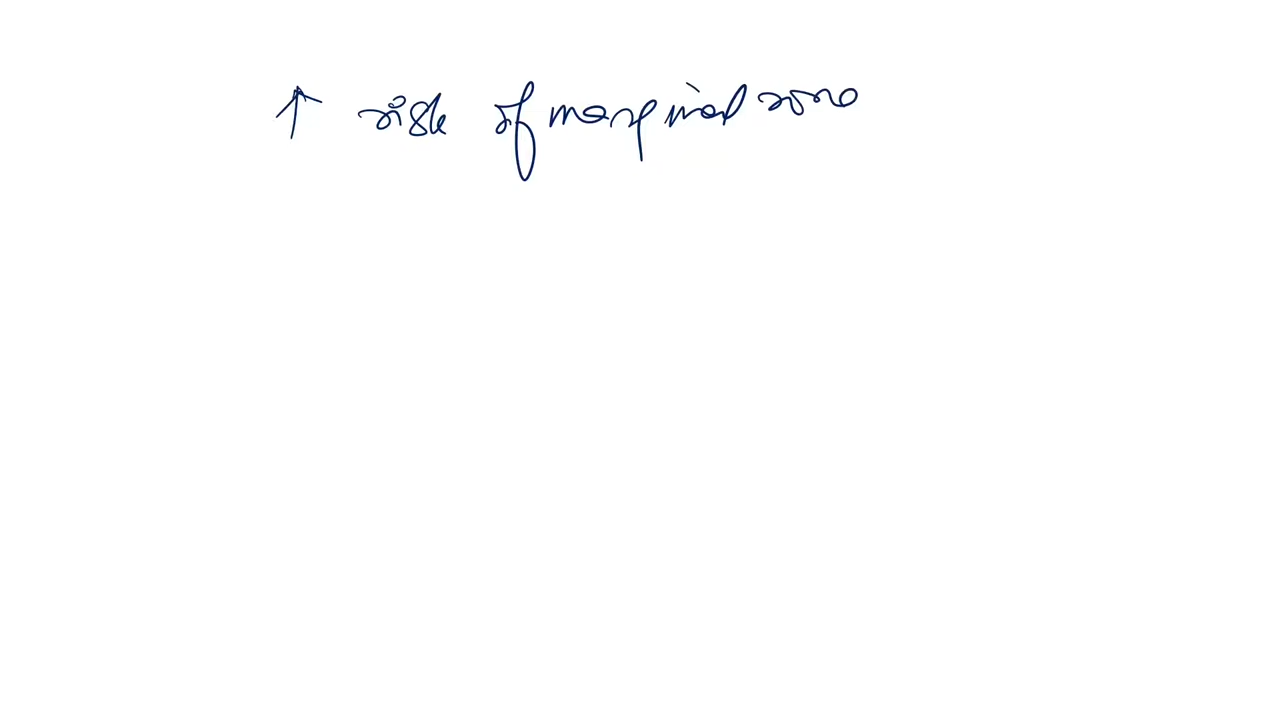 ↑ risk of marginal zone